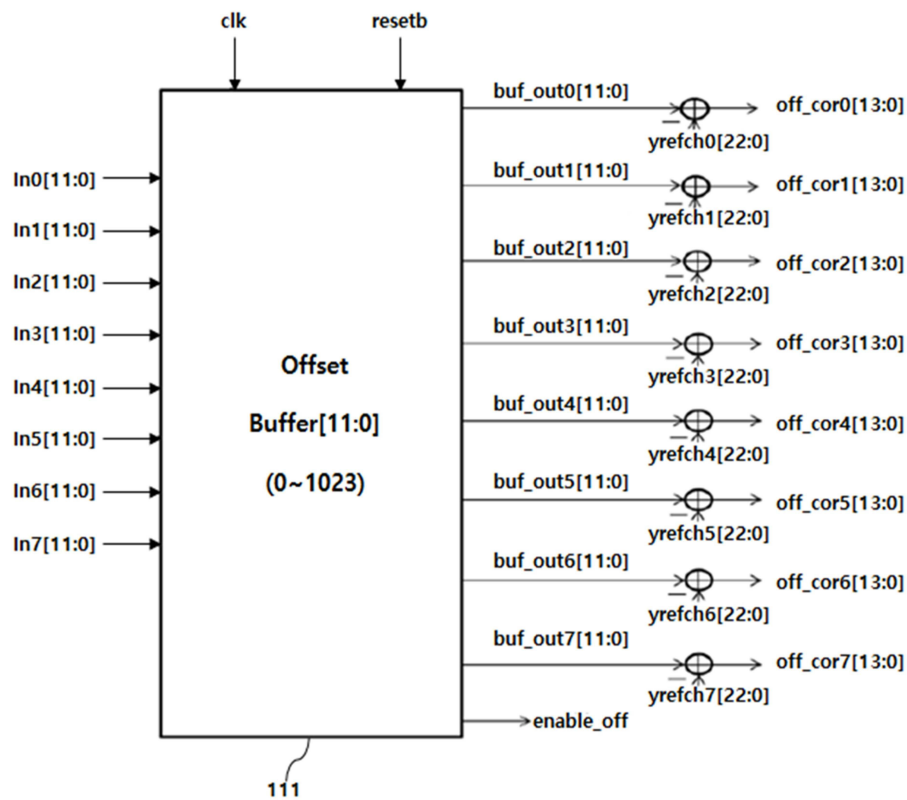 clk
resetb
In0[11:0]
In1[11:0]
In2[11:0]
In3[11:0]
In4[11:0]
In5[11:0]
In6[11:0]
In7[11:0]
Offset
Buffer[11:0]
(0~1023)
buf_out0[11:0]
off_cor0[13:0]
yrefch0[22:0]
buf_out1[11:0]
off_cor1[13:0]
yrefch1[22:0]
buf_out2[11:0]
off_cor2[13:0]
yrefch2[22:0]
buf_out3[11:0]
off_cor3[13:0]
yrefch3[22:0]
buf_out4[11:0]
off_cor4[13:0]
yrefch4[22:0]
buf_out5[11:0]
off_cor5[13:0]
yrefch5[22:0]
buf_out6[11:0]
off_cor6[13:0]
yrefch6[22:0]
buf_out7[11:0]
off_cor7[13:0]
yrefch7[22:0]
enable_off
111